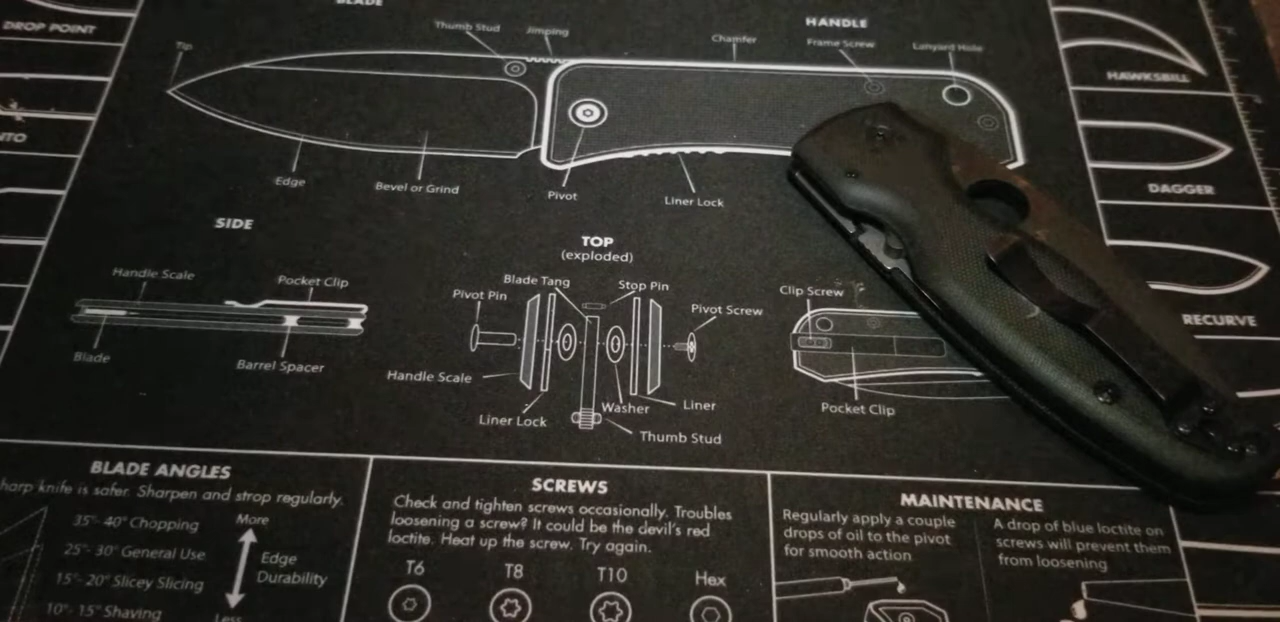 BLADE
HANDLE
DROP POINT
Tip
Thumb Stud
Jimping
Chamfer
Frame Screw
Lanyard Hole
HAWKSBILL
Edge
Bevel or Grind
Pivot
Liner Lock
DAGGER
SIDE
TOP
(exploded)
Handle Scale
Pocket Clip
Blade
Barrel Spacer
Blade Tang
Stop Pin
Pivot Pin
Pivot Screw
Handle Scale
Liner Lock
Washer
Liner
Thumb Stud
Clip Screw
Pocket Clip
RECURVE
BLADE ANGLES
harp knife is safer. Sharpen and strop regularly.
35°- 40° Chopping
25°- 30° General Use
15°- 20° Slicey Slicing
10°- 15° Shaving
More
Edge
Durability
Less
SCREWS
Check and tighten screws occasionally. Troubles
loosening a screw? It could be the devil's red
loctite. Heat up the screw. Try again.
T6 T8 T10 Hex
MAINTENANCE
Regularly apply a couple
drops of oil to the pivot
for smooth action
A drop of blue loctite on
screws will prevent them
from loosening